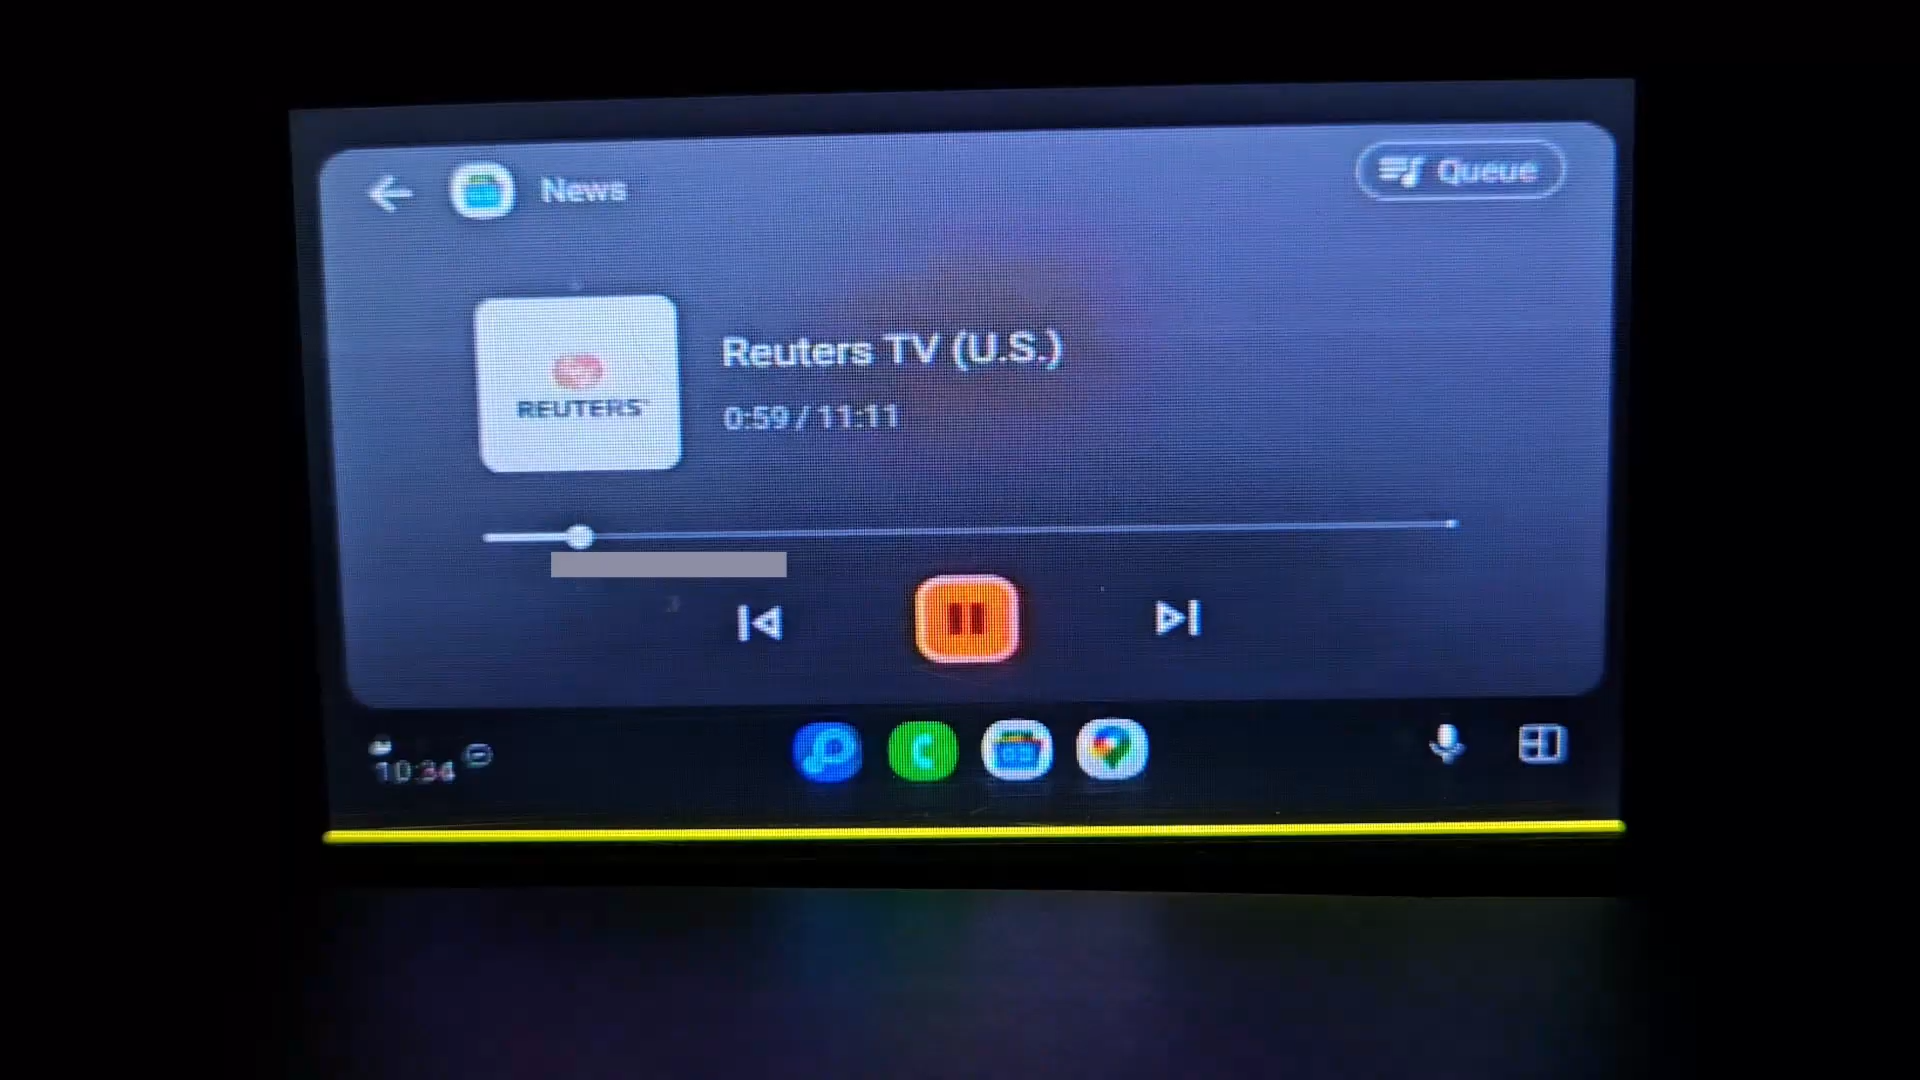 News
Queue
Reuters TV (U.S.)
REUTERS
0:59 / 11:11
10:34